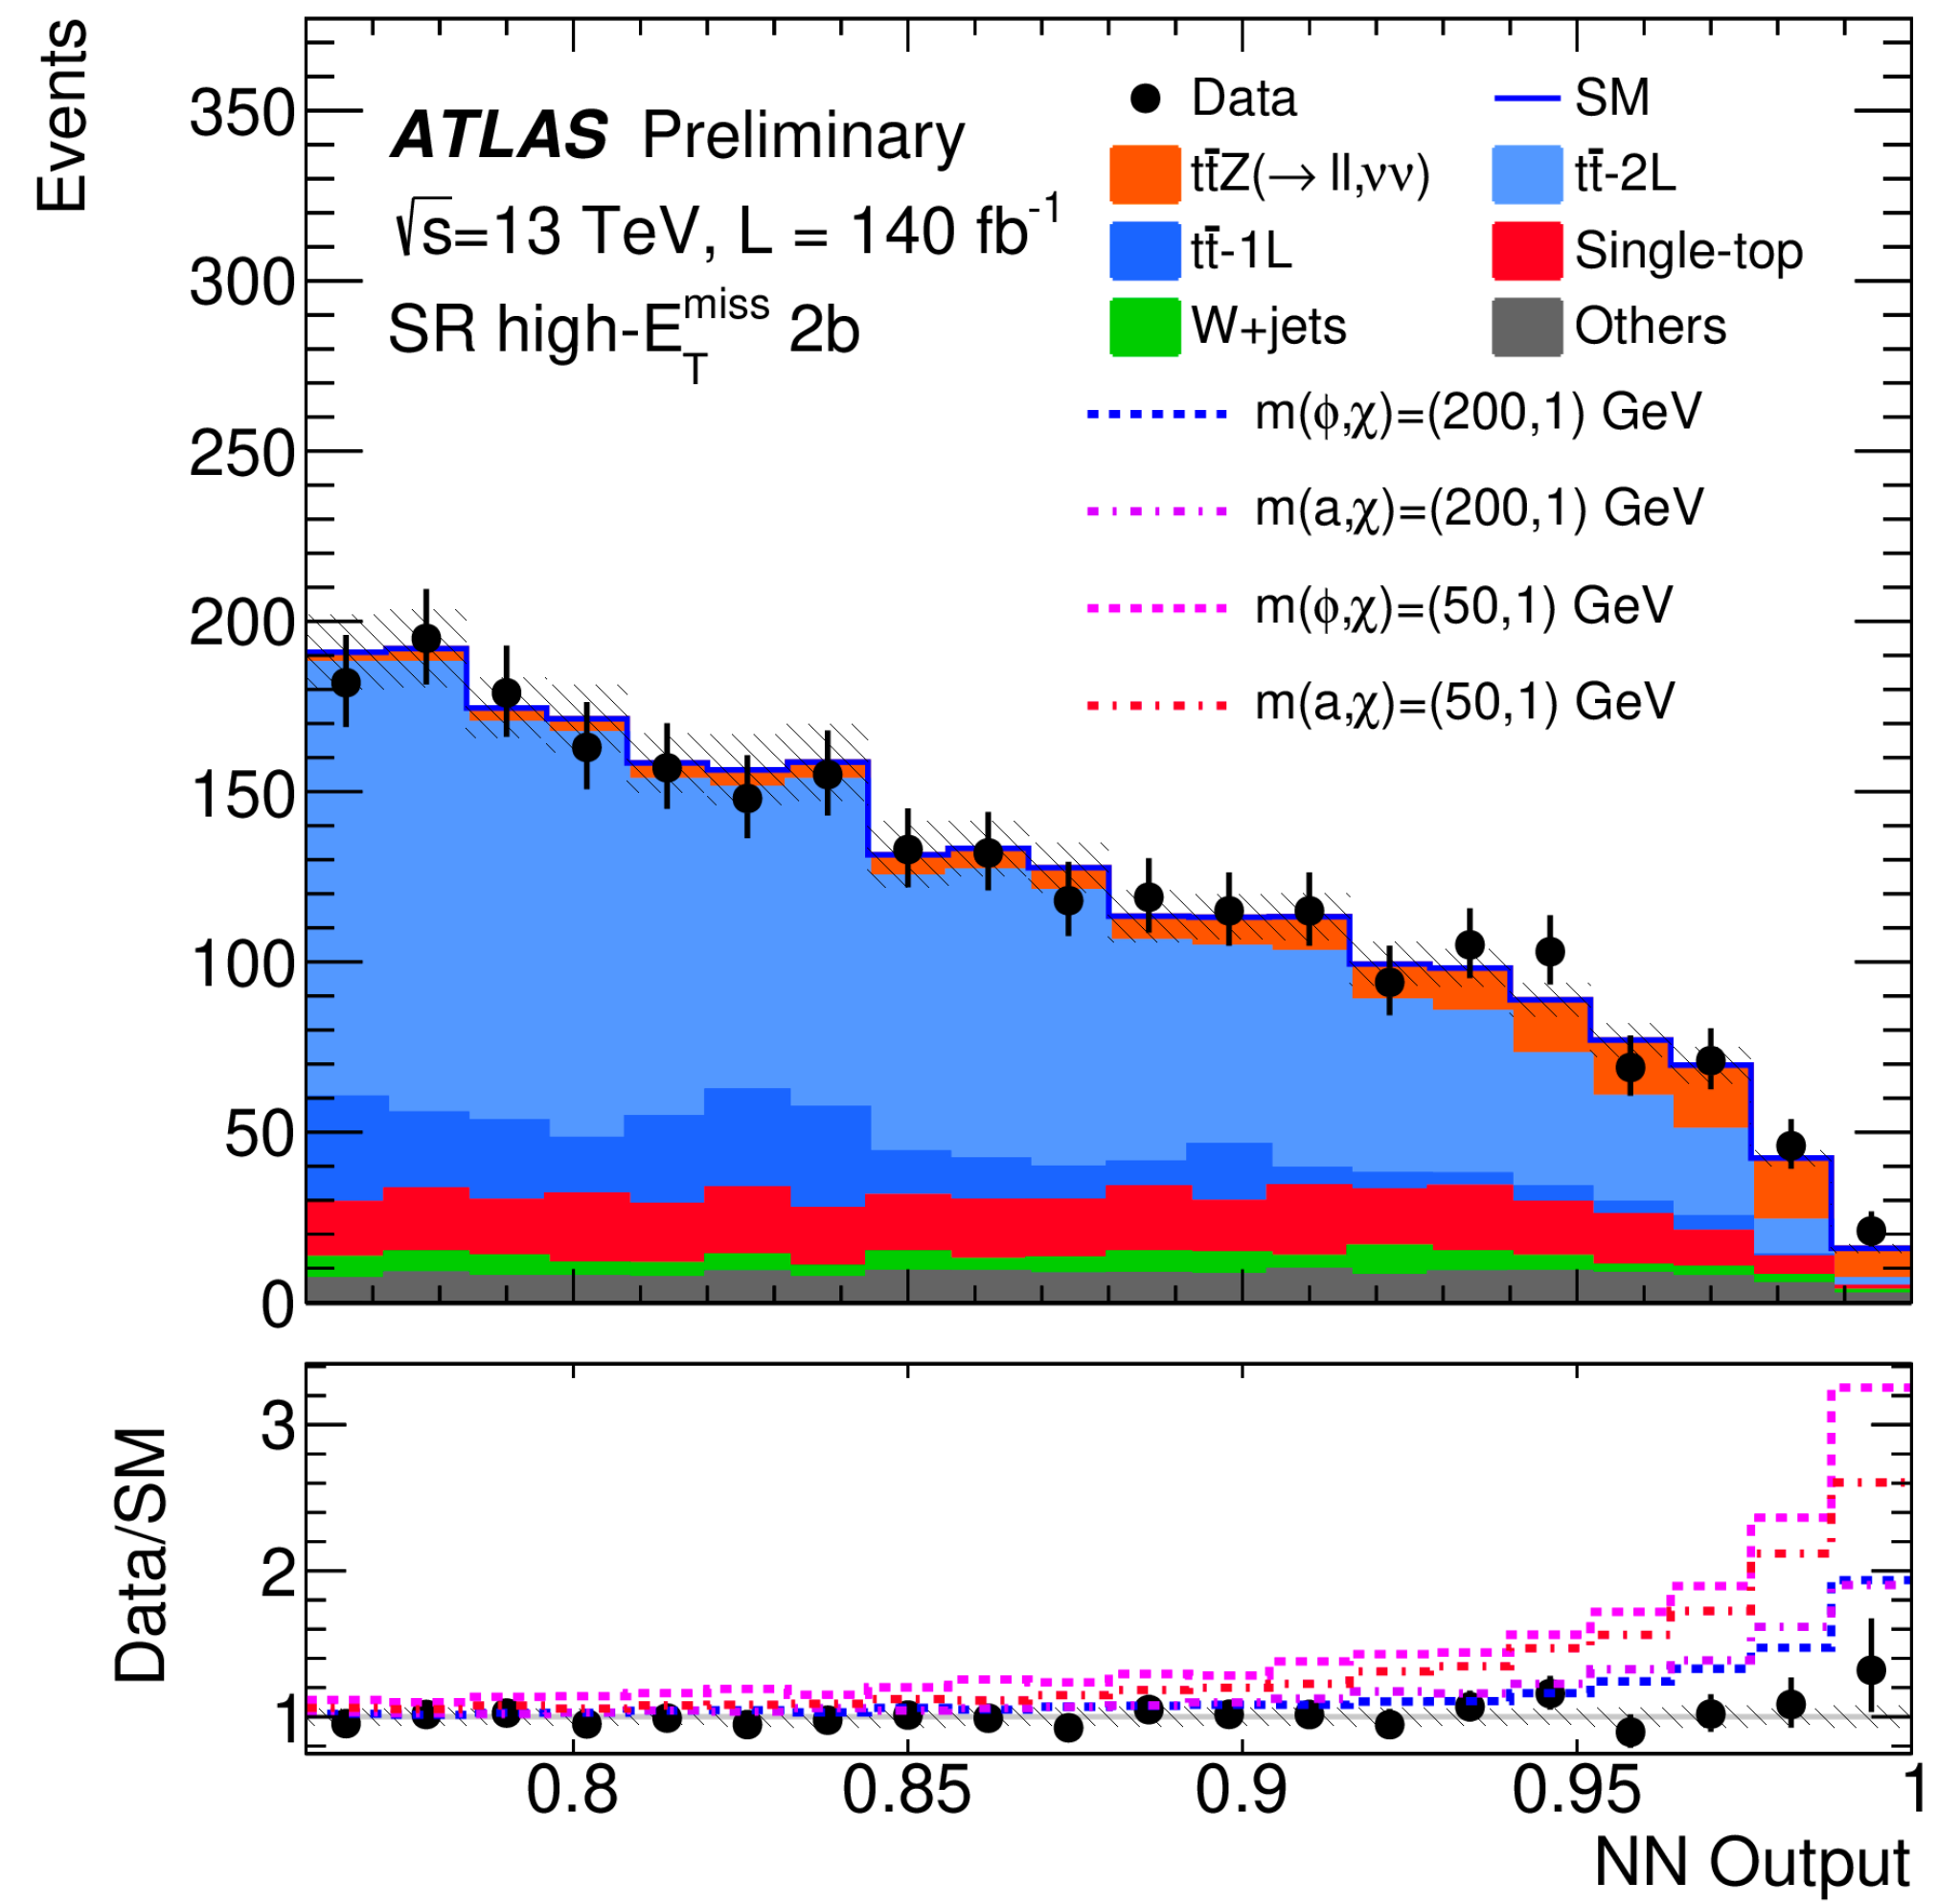 Events
350
300
250
200
150
100
50
0
ATLAS Preliminary
√s=13 TeV, L = 140 fb⁻¹
SR high-E_T^miss 2b
Data
SM
tt̄Z(→ ll,νν)
tt̄-2L
tt̄-1L
Single-top
W+jets
Others
m(ϕ,χ)=(200,1) GeV
m(a,χ)=(200,1) GeV
m(ϕ,χ)=(50,1) GeV
m(a,χ)=(50,1) GeV
Data/SM
3
2
1
0.8 0.85 0.9 0.95 1
NN Output